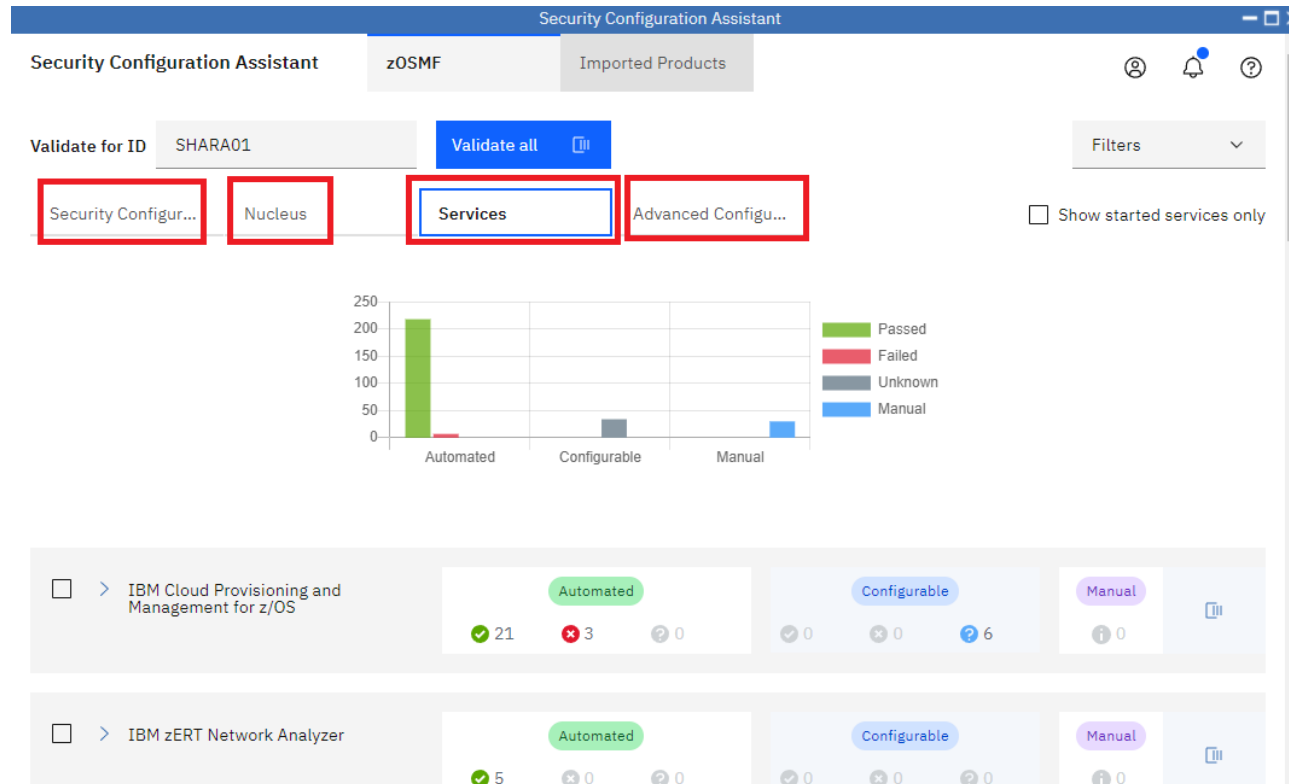 Security Configuration Assistant
Security Configuration Assistant
zOSMF
Imported Products
Validate for ID
SHARA01
Validate all
Filters
Security Configur...
Nucleus
Services
Advanced Configu...
Show started services only
250
200
150
100
50
0
Automated
Configurable
Manual
Passed
Failed
Unknown
Manual
IBM Cloud Provisioning and
Management for z/OS
Automated
21
3
0
Configurable
0
0
6
Manual
0
IBM zERT Network Analyzer
Automated
5
0
0
Configurable
0
0
0
Manual
0